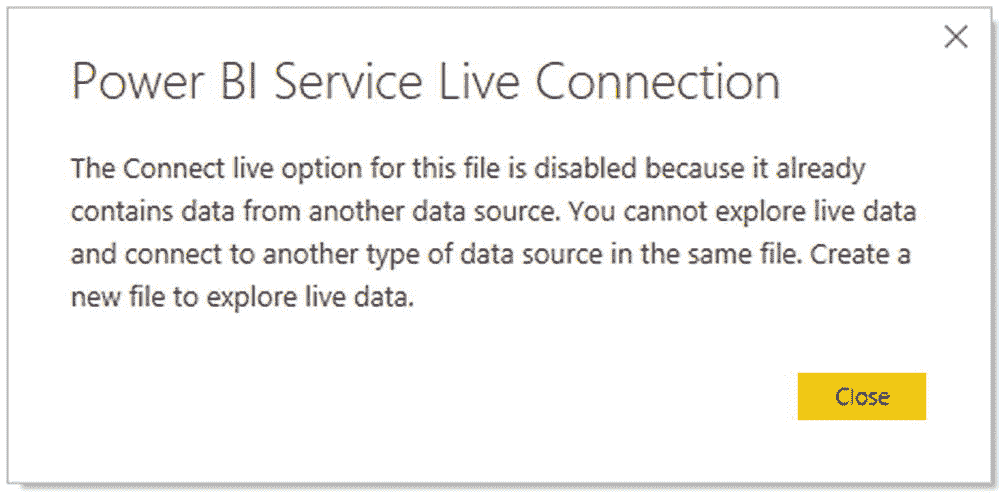 Power BI Service Live Connection
The Connect live option for this file is disabled because it already
contains data from another data source. You cannot explore live data
and connect to another type of data source in the same file. Create a
new file to explore live data.
Close